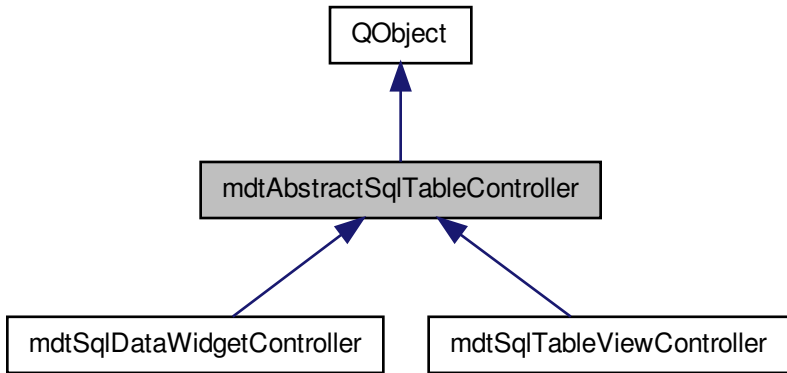 QObject
mdtAbstractSqlTableController
mdtSqlDataWidgetController
mdtSqlTableViewController